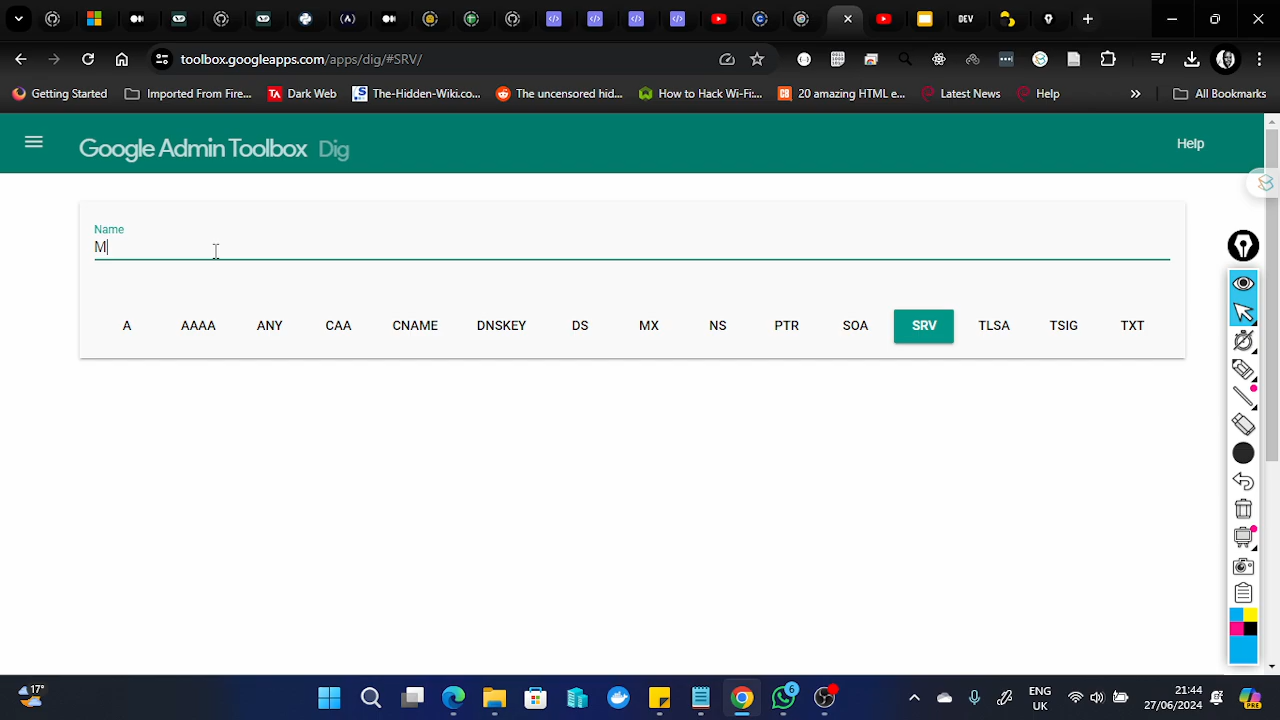 toolbox.googleapps.com/apps/dig/#SRV/
Getting Started
Imported From Fire...
Dark Web
The-Hidden-Wiki.co...
The uncensored hid...
How to Hack Wi-Fi:...
20 amazing HTML e...
Latest News
Help
All Bookmarks
DEV
Google Admin Toolbox Dig
Help
Name
M
A AAAA ANY CAA CNAME DNSKEY DS MX NS PTR SOA SRV TLSA TSIG TXT
17°
6
ENG
UK
21:44
27/06/2024
PRE